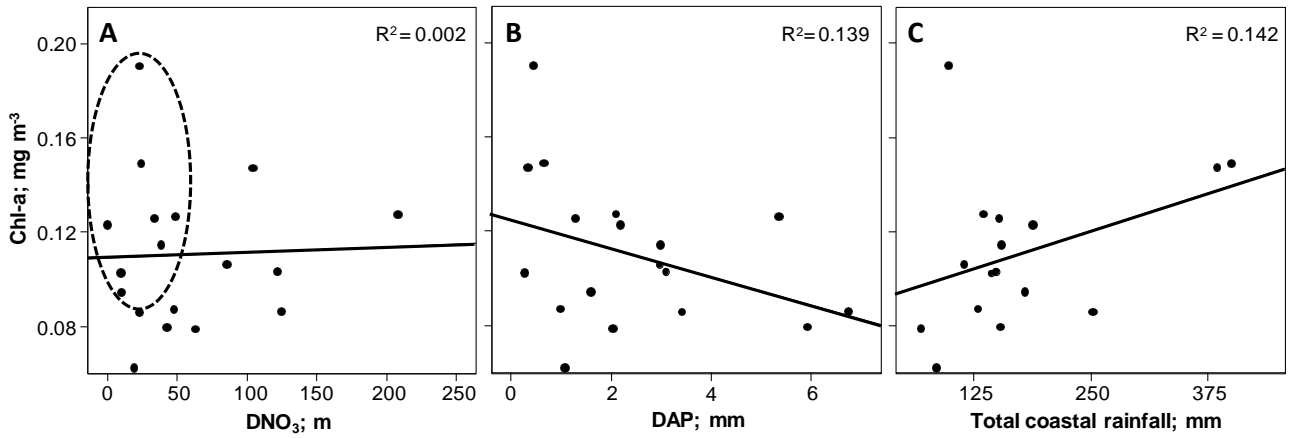 A
R² = 0.002
B
R² = 0.139
C
R² = 0.142
Chl-a; mg m⁻³
0.20
0.16
0.12
0.08
0 50 100 150 200 250
0 2 4 6
125 250 375
DNO₃; m
DAP; mm
Total coastal rainfall; mm